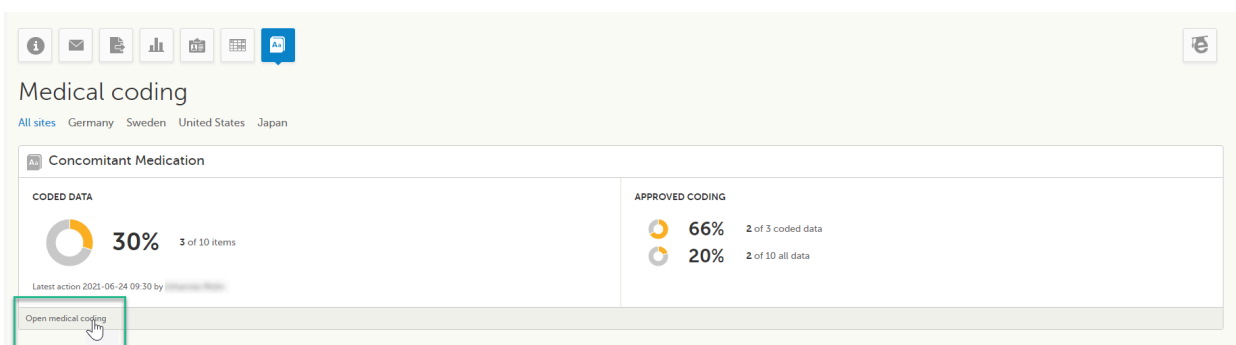 Aa
e
Medical coding
All sites Germany Sweden United States Japan
Aa Concomitant Medication
CODED DATA
30% 3 of 10 items
Latest action 2021-06-24 09:30 by
Open medical coding
APPROVED CODING
66% 2 of 3 coded data
20% 2 of 10 all data